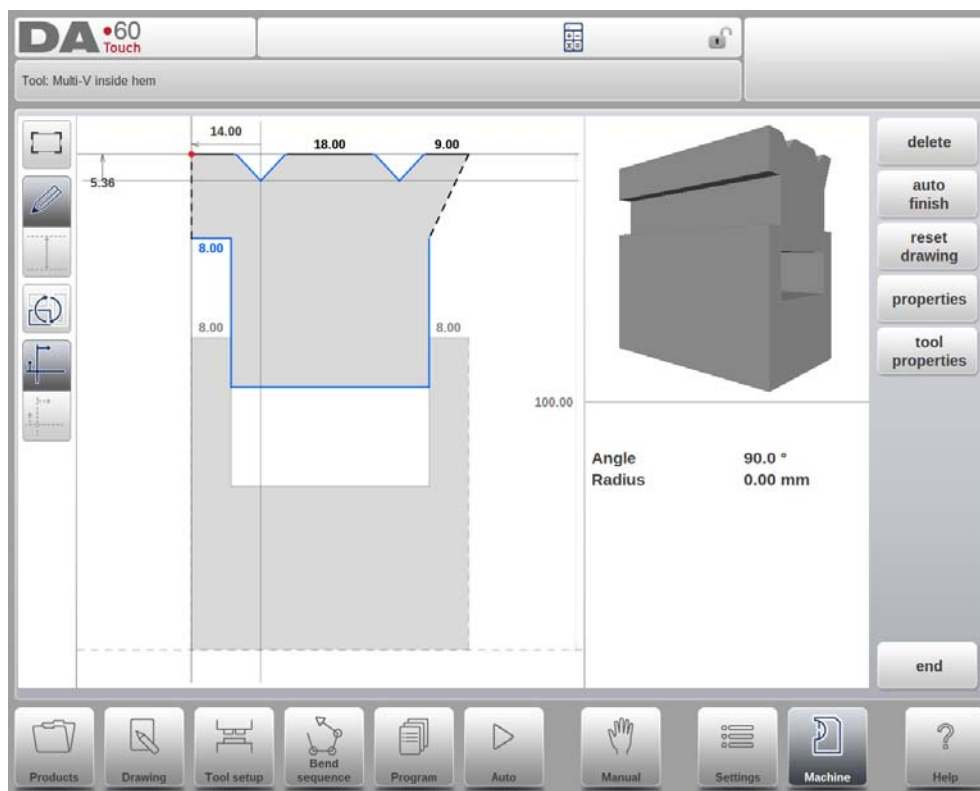 DA•60
Touch
Tool: Multi-V inside hem
14.00
18.00
9.00
5.36
8.00
8.00
8.00
100.00
Angle 90.0 °
Radius 0.00 mm
delete
auto
finish
reset
drawing
properties
tool
properties
end
Products
Drawing
Tool setup
Bend
sequence
Program
Auto
Manual
Settings
Machine
Help